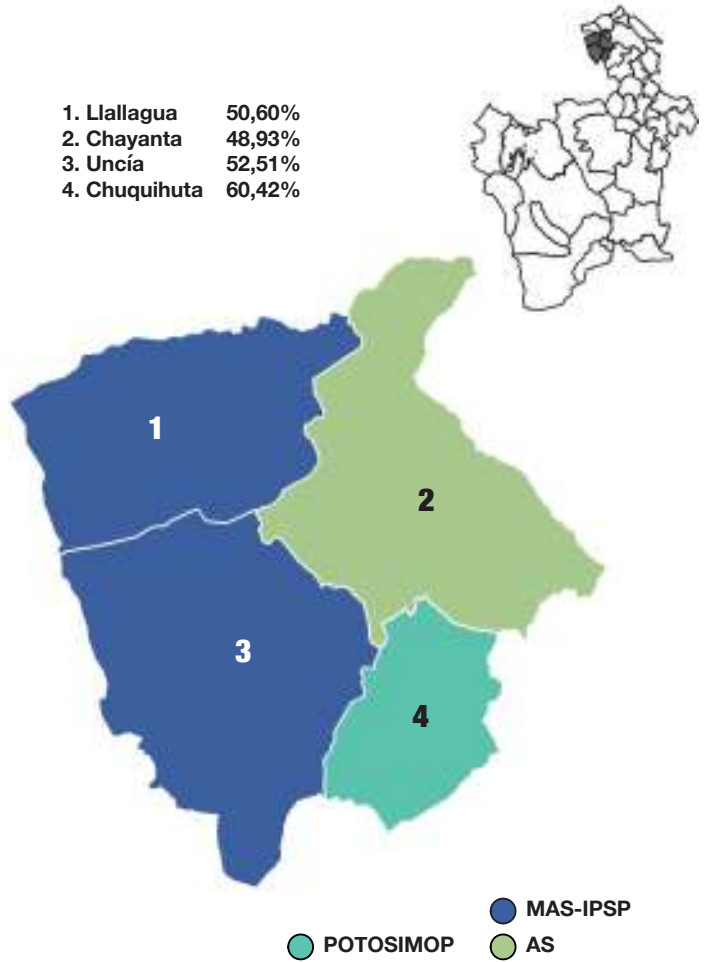 1. Llallagua 50,60%
2. Chayanta 48,93%
3. Uncía 52,51%
4. Chuquihuta 60,42%
1
2
3
4
MAS-IPSP
POTOSIMOP AS